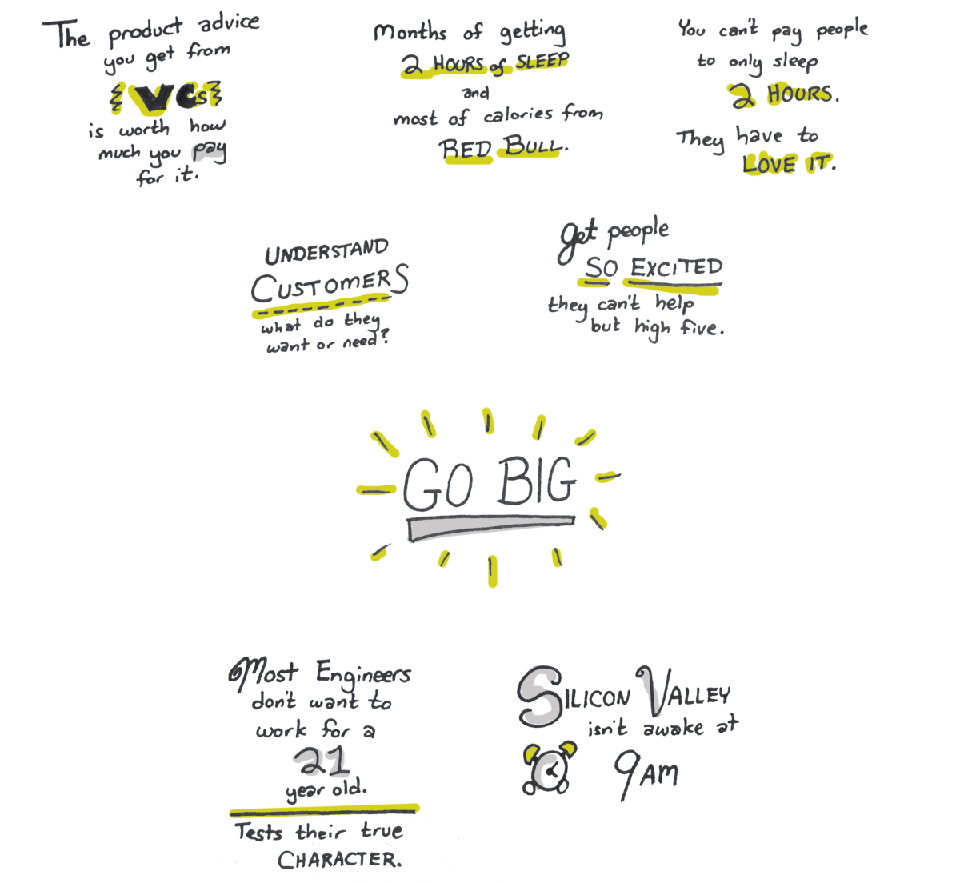 The product advice
you get from
VCs
is worth how
much you pay
for it.
Months of getting
2 HOURS of SLEEP
and
most of calories from
RED BULL.
You can't pay people
to only sleep
2 HOURS.
They have to
LOVE IT.
UNDERSTAND
CUSTOMERS
what do they
want or need?
get people
SO EXCITED
they can't help
but high five.
GO BIG
Most Engineers
don't want to
work for a
21
year old.
Tests their true
CHARACTER.
SILICON VALLEY
isn't awake at
9AM